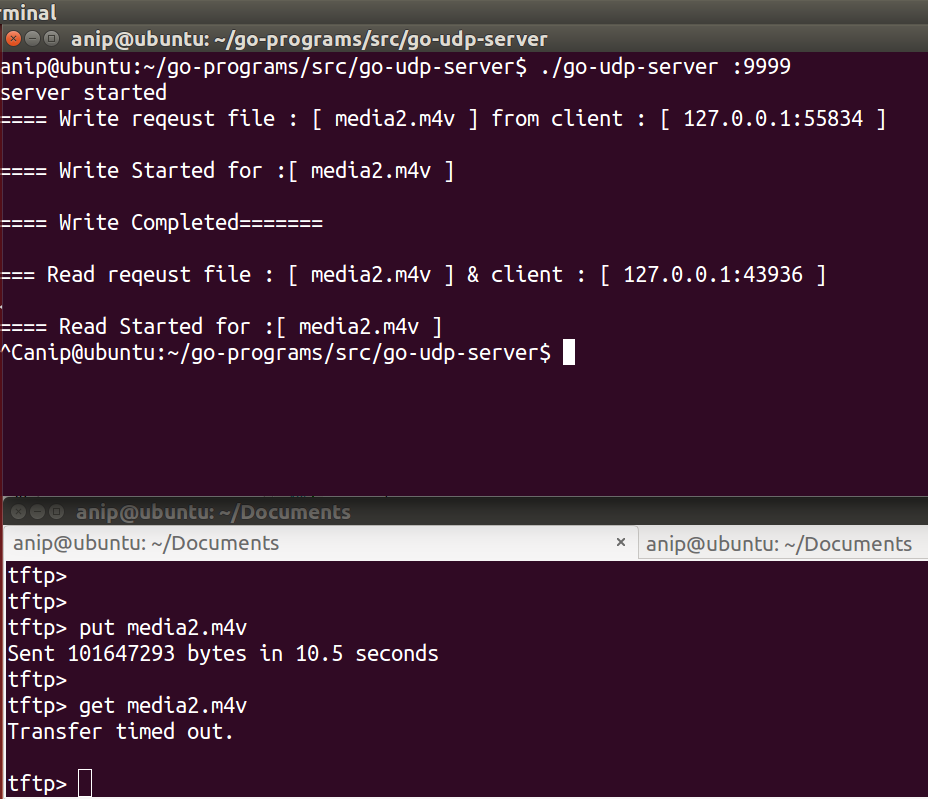 rminal
anip@ubuntu: ~/go-programs/src/go-udp-server
anip@ubuntu:~/go-programs/src/go-udp-server$ ./go-udp-server :9999
server started
==== Write reqeust file : [ media2.m4v ] from client : [ 127.0.0.1:55834 ]
==== Write Started for :[ media2.m4v ]
==== Write Completed=======
=== Read reqeust file : [ media2.m4v ] & client : [ 127.0.0.1:43936 ]
==== Read Started for :[ media2.m4v ]
^Canip@ubuntu:~/go-programs/src/go-udp-server$
anip@ubuntu: ~/Documents
anip@ubuntu: ~/Documents × anip@ubuntu: ~/Documents
tftp>
tftp>
tftp> put media2.m4v
Sent 101647293 bytes in 10.5 seconds
tftp>
tftp> get media2.m4v
Transfer timed out.
tftp>